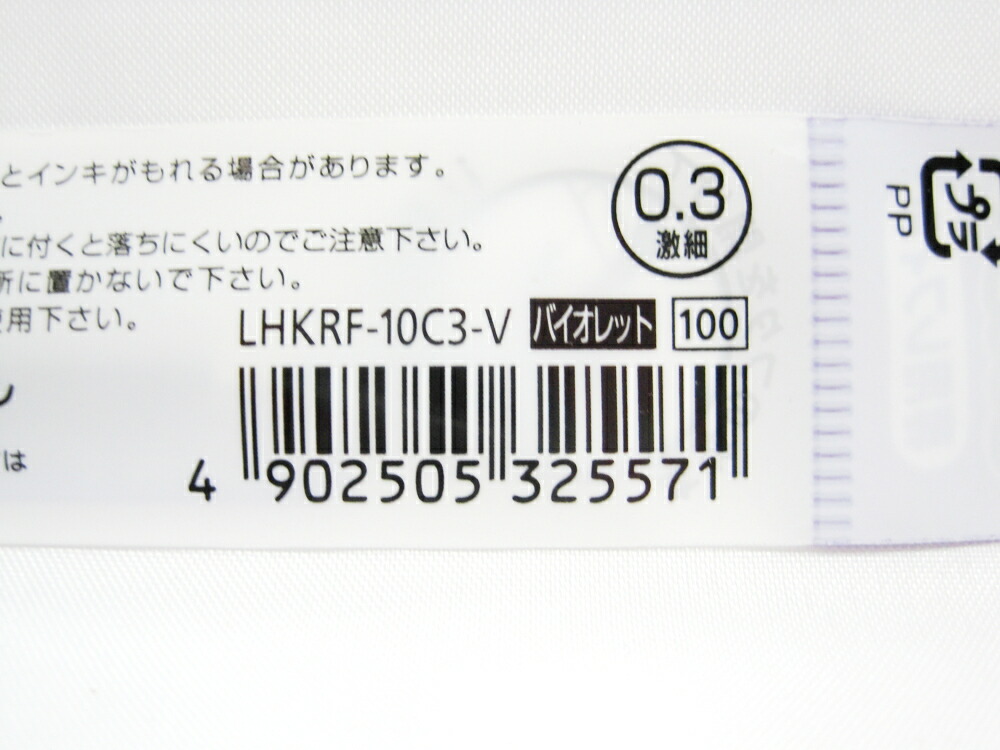 とインキがもれる場合があります。
に付くと落ちにくいのでご注意下さい。
所に置かないで下さい。
使用下さい。
は
0.3
激細
LHKRF-10C3-V バイオレット 100
4 902505 325571
プラ
PP